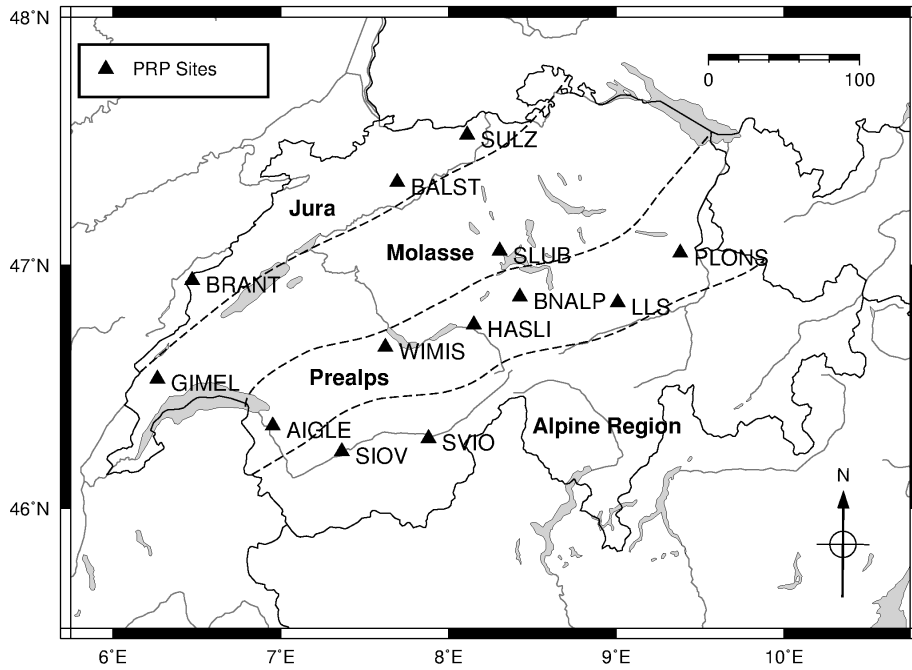 48˚N
PRP Sites
0 100
SULZ
BALST
Jura
Molasse
SLUB
PLONS
47˚N
BRANT
BNALP
LLS
HASLI
WIMIS
GIMEL
Prealps
AIGLE
Alpine Region
SVIO
SIOV
N
46˚N
6˚E 7˚E 8˚E 9˚E 10˚E